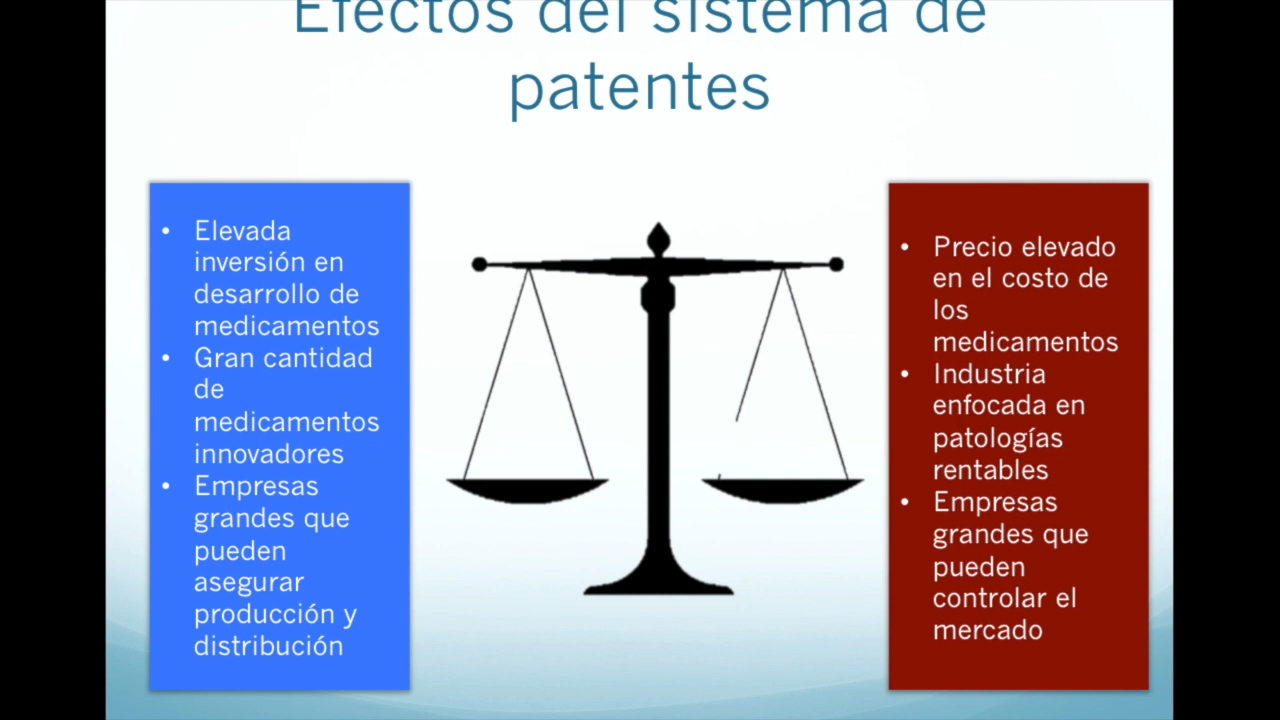 Efectos del sistema de
patentes
• Elevada
inversión en
desarrollo de
medicamentos
• Gran cantidad
de
medicamentos
innovadores
• Empresas
grandes que
pueden
asegurar
producción y
distribución
• Precio elevado
en el costo de
los
medicamentos
• Industria
enfocada en
patologías
rentables
• Empresas
grandes que
pueden
controlar el
mercado